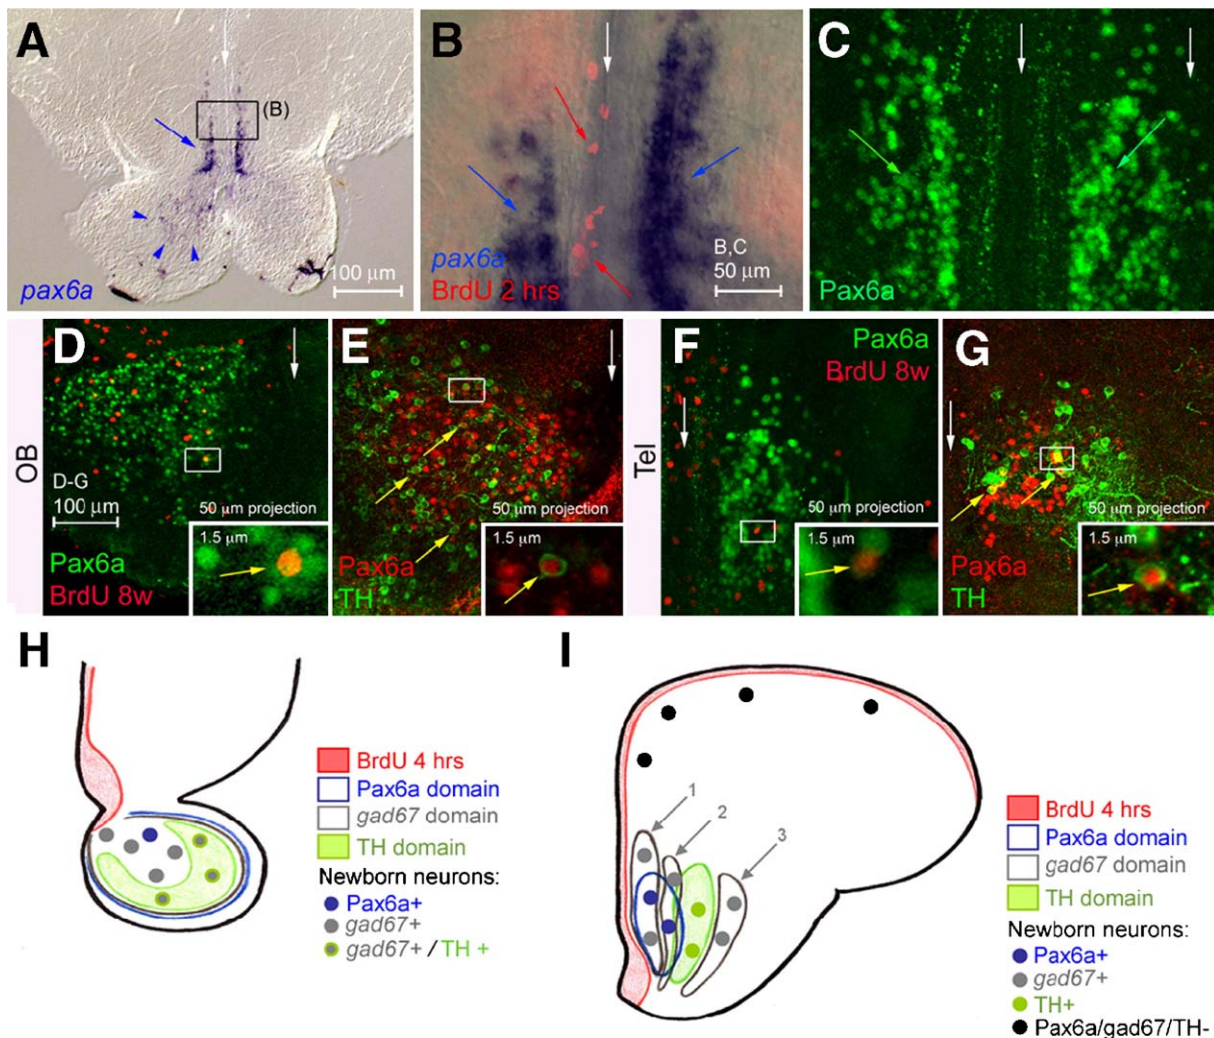 A
(B)
pax6a
100 µm
B
pax6a
BrdU 2 hrs
B,C
50 µm
C
Pax6a
OB
D
D-G
100 µm
50 µm projection
1.5 µm
Pax6a
BrdU 8w
E
50 µm projection
1.5 µm
Pax6a
TH
Tel
F
Pax6a
BrdU 8w
50 µm projection
1.5 µm
G
50 µm projection
1.5 µm
Pax6a
TH
H
BrdU 4 hrs
Pax6a domain
gad67 domain
TH domain
Newborn neurons:
Pax6a+
gad67+
gad67+ / TH +
I
1
2
3
BrdU 4 hrs
Pax6a domain
gad67 domain
TH domain
Newborn neurons:
Pax6a+
gad67+
TH+
Pax6a/gad67/TH-